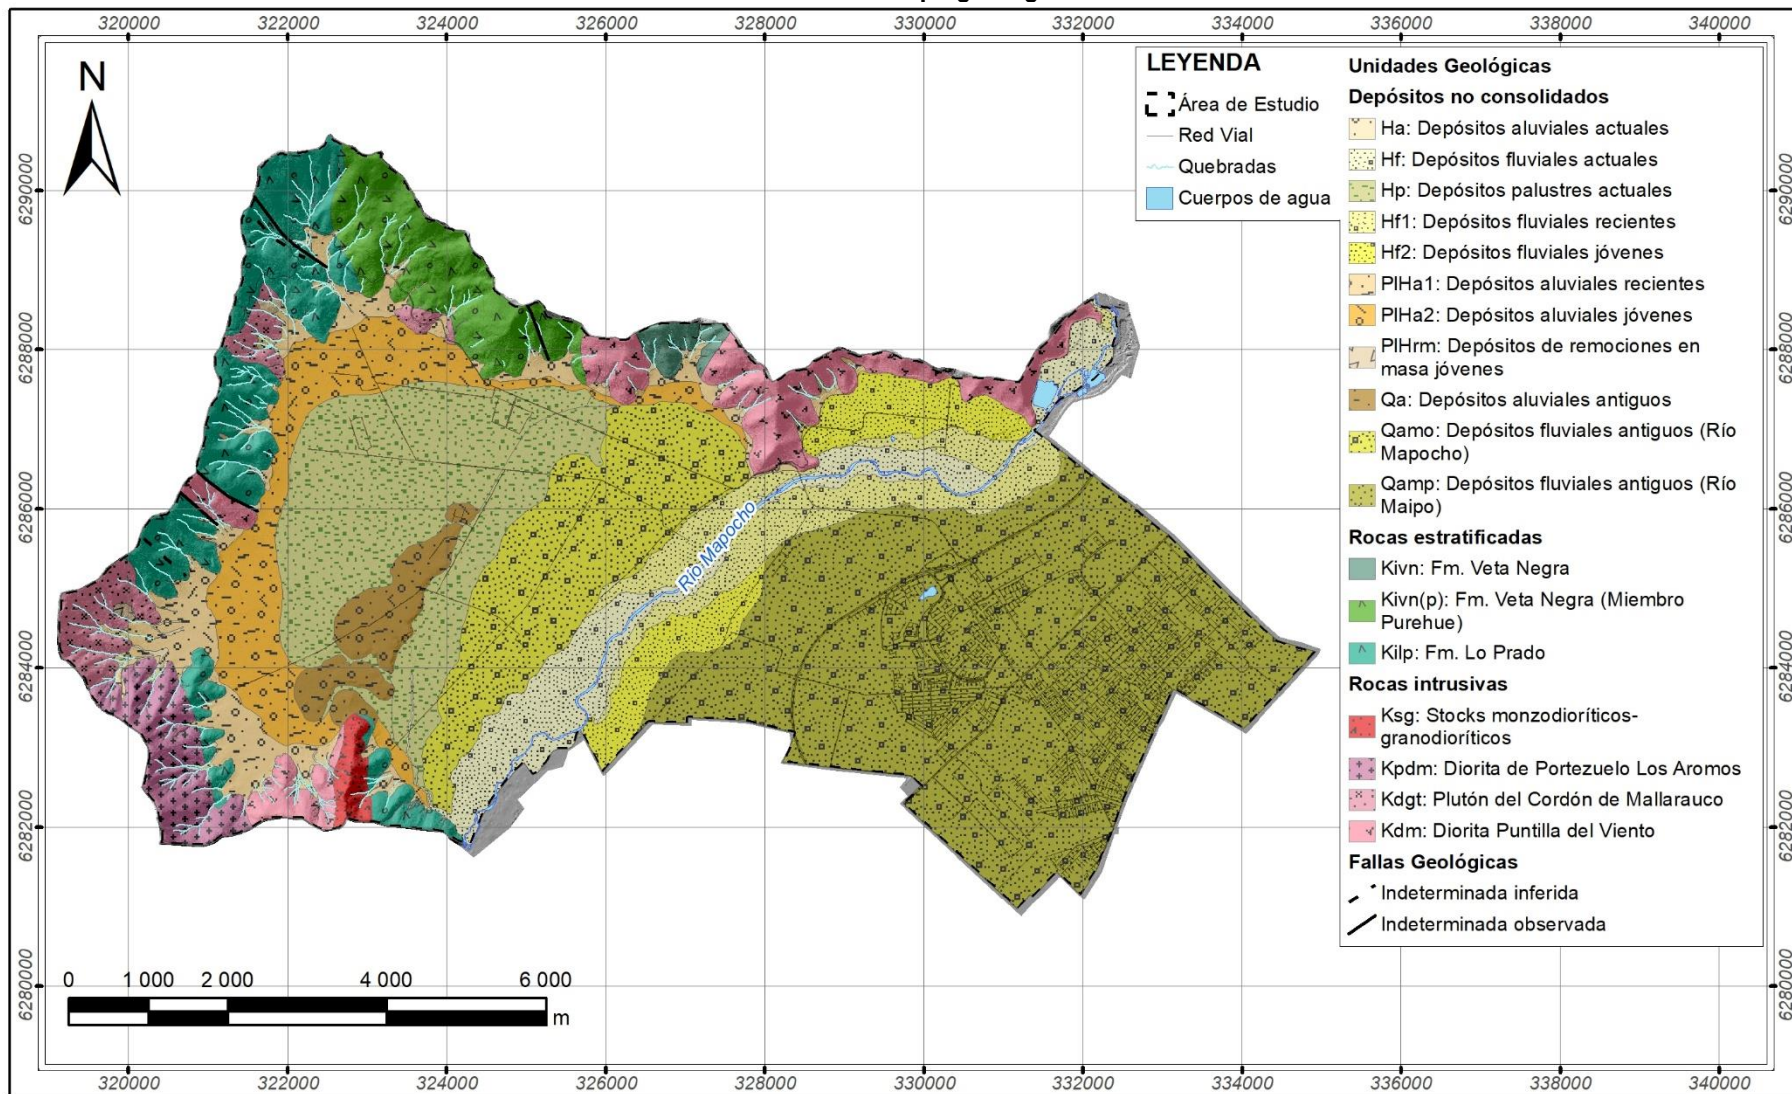 320000 322000 324000 326000 328000 330000 332000 334000 336000 338000 340000
N
LEYENDA
Área de Estudio
Red Vial
Quebradas
Cuerpos de agua
Unidades Geológicas
Depósitos no consolidados
Ha: Depósitos aluviales actuales
Hf: Depósitos fluviales actuales
Hp: Depósitos palustres actuales
Hf1: Depósitos fluviales recientes
Hf2: Depósitos fluviales jóvenes
PlHa1: Depósitos aluviales recientes
PlHa2: Depósitos aluviales jóvenes
PlHrm: Depósitos de remociones en
masa jóvenes
Qa: Depósitos aluviales antiguos
Qamo: Depósitos fluviales antiguos (Río
Mapocho)
Qamp: Depósitos fluviales antiguos (Río
Maipo)
Rocas estratificadas
Kivn: Fm. Veta Negra
Kivn(p): Fm. Veta Negra (Miembro
Purehue)
Kilp: Fm. Lo Prado
Rocas intrusivas
Ksg: Stocks monzodioríticos-
granodioríticos
Kpdm: Diorita de Portezuelo Los Aromos
Kdgt: Plutón del Cordón de Mallarauco
Kdm: Diorita Puntilla del Viento
Fallas Geológicas
Indeterminada inferida
Indeterminada observada
6290000
6288000
6286000
6284000
6282000
6280000
Río Mapocho
6290000
6288000
6286000
6284000
6282000
6280000
0 1 000 2 000 4 000 6 000
m
320000 322000 324000 326000 328000 330000 332000 334000 336000 338000 340000